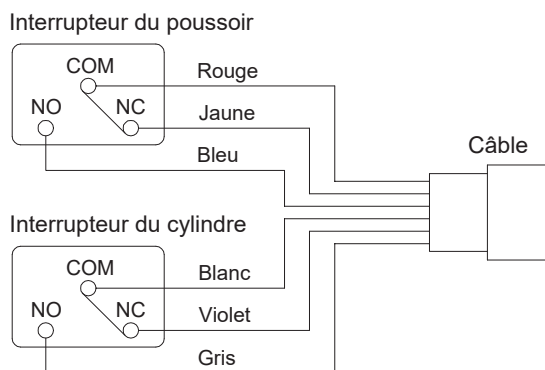 Interrupteur du poussoir
COM
Rouge
NO
NC
Jaune
Bleu
Câble
Interrupteur du cylindre
COM
Blanc
NO
NC
Violet
Gris